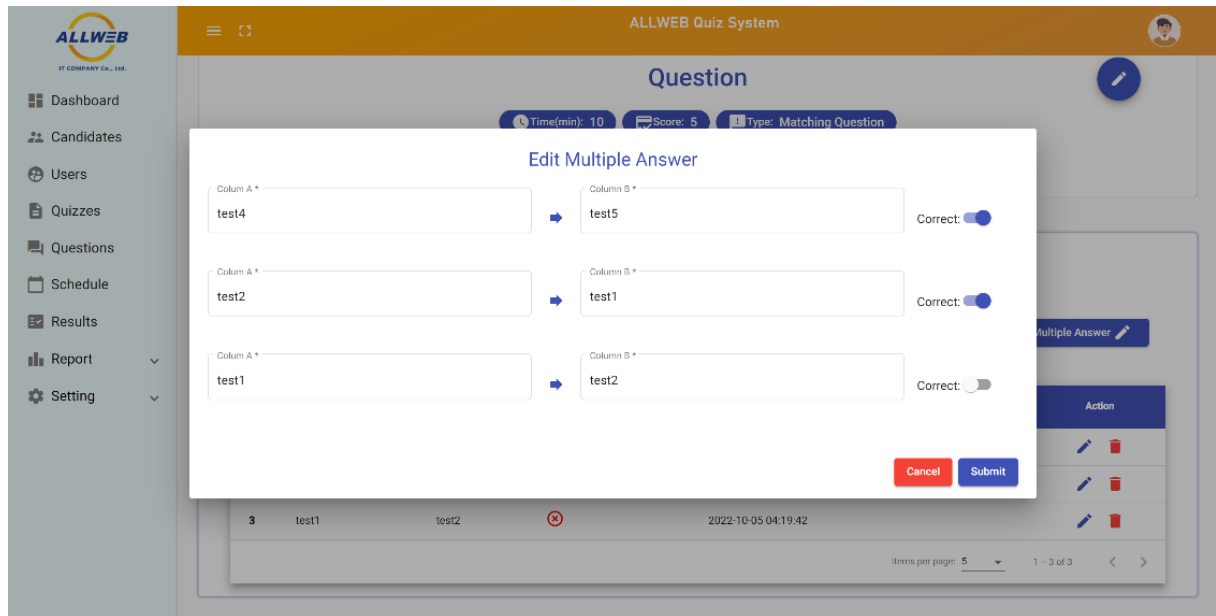 ALLWEB
IT COMPANY Co., Ltd.
Dashboard
Candidates
Users
Quizzes
Questions
Schedule
Results
Report
Setting
ALLWEB Quiz System
Question
Time(min): 10
Score: 5
Type: Matching Question
Edit Multiple Answer
Colum A *
test4
Column B *
test5
Correct:
Colum A *
test2
Column B *
test1
Correct:
Colum A *
test1
Column B *
test2
Correct:
Cancel
Submit
Multiple Answer
Action
3 test1 test2 2022-10-05 04:19:42
Items per page: 5
1 – 3 of 3